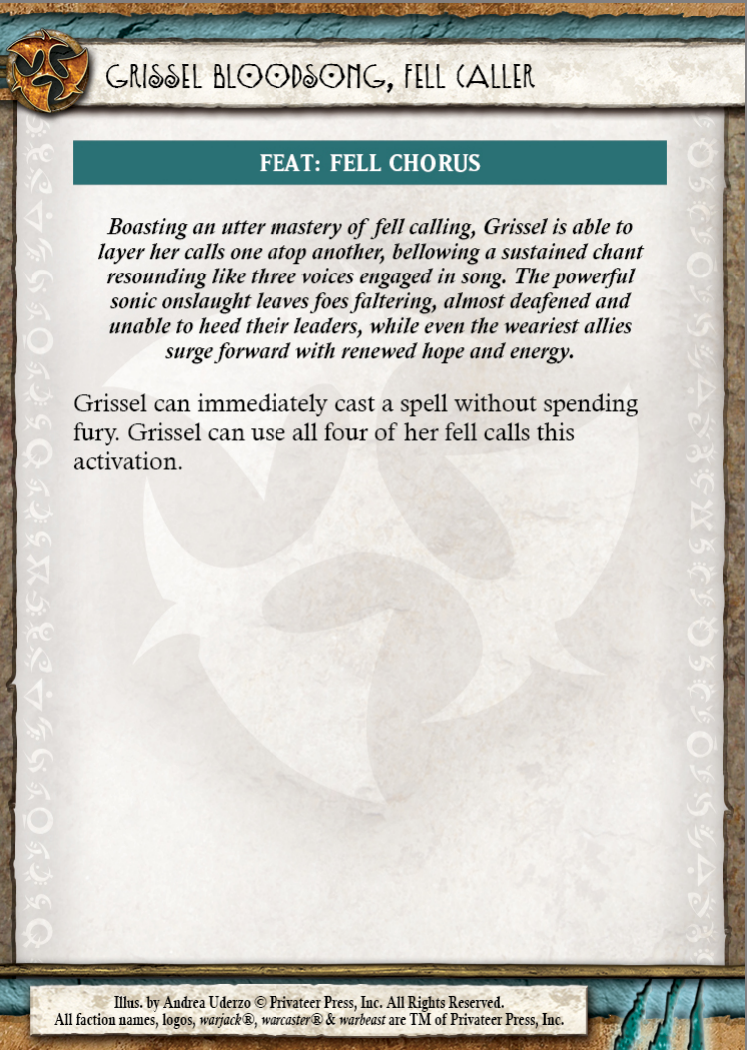 GRISSEL BLOODSONG, FELL CALLER
FEAT: FELL CHORUS
Boasting an utter mastery of fell calling, Grissel is able to
layer her calls one atop another, bellowing a sustained chant
resounding like three voices engaged in song. The powerful
sonic onslaught leaves foes faltering, almost deafened and
unable to heed their leaders, while even the weariest allies
surge forward with renewed hope and energy.
Grissel can immediately cast a spell without spending
fury. Grissel can use all four of her fell calls this
activation.
Illus. by Andrea Uderzo © Privateer Press, Inc. All Rights Reserved.
All faction names, logos, warjack®, warcaster® & warbeast are TM of Privateer Press, Inc.